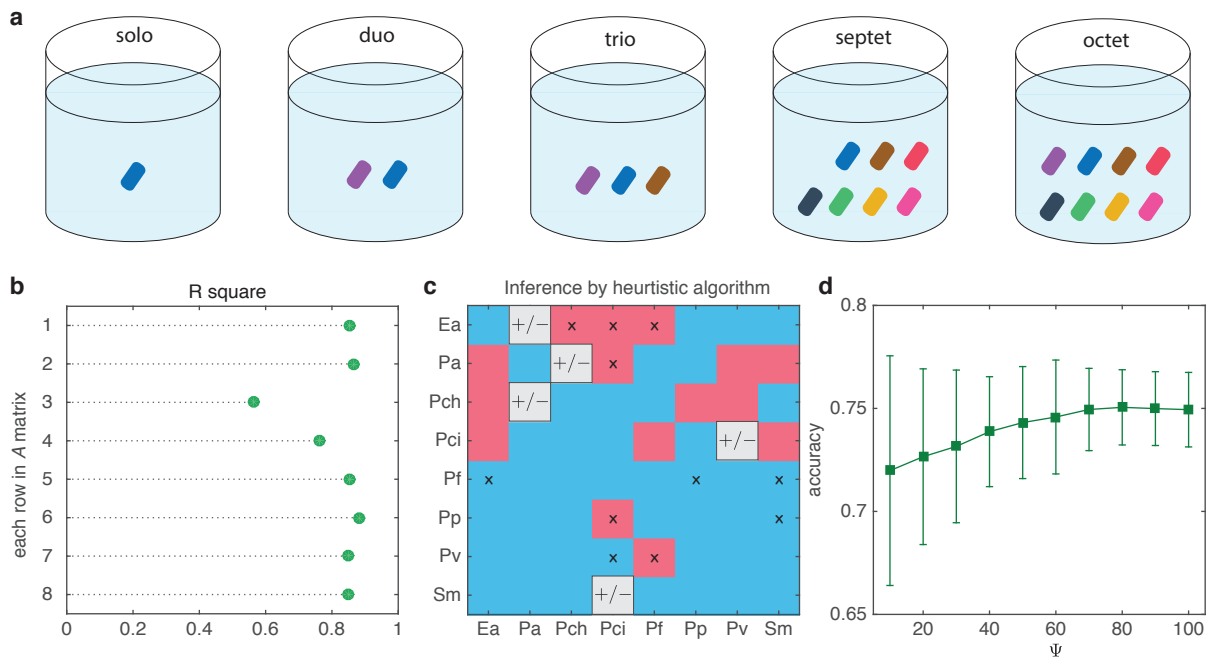 a
solo duo trio septet octet
b
R square
each row in A matrix
1
2
3
4
5
6
7
8
0 0.2 0.4 0.6 0.8 1
c
Inference by heurtistic algorithm
Ea +/− x x x
Pa +/− x
Pch +/−
Pci +/−
Pf x x x
Pp x x
Pv x x
Sm +/−
Ea Pa Pch Pci Pf Pp Pv Sm
d
accuracy
0.8
0.75
0.7
0.65
20 40 60 80 100
Ψ